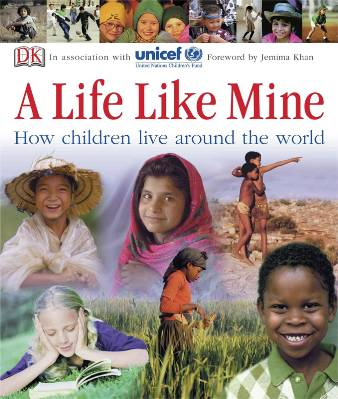 DK In association with unicef Foreword by Jemima Khan
United Nations Children's Fund
A Life Like Mine
How children live around the world